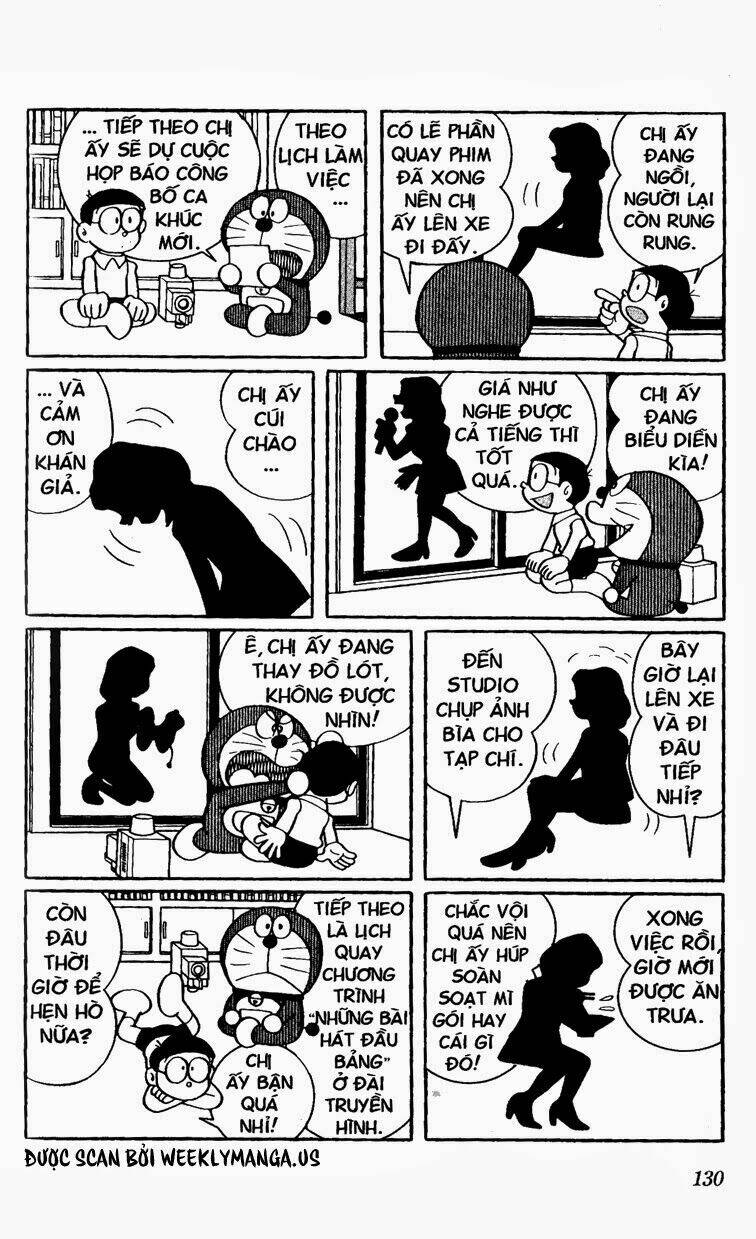 CHỊ ẤY
ĐANG
NGỒI,
NGƯỜI LẠI
CÒN RUNG
RUNG.
CÓ LẼ PHẦN
QUAY PHIM
ĐÃ XONG
NÊN CHỊ
ẤY LÊN XE
ĐI ĐẤY.
THEO
LỊCH LÀM
VIỆC
...
... TIẾP THEO CHỊ
ẤY SẼ DỰ CUỘC
HỌP BÁO CÔNG
BỐ CA
KHÚC
MỚI.
CHỊ ẤY
ĐANG
BIỂU DIỄN
KÌA!
GIÁ NHƯ
NGHE ĐƯỢC
CẢ TIẾNG THÌ
TỐT
QUÁ.
CHỊ ẤY
CÚI
CHÀO
...
... VÀ
CẢM
ƠN
KHÁN
GIẢ.
BÂY
GIỜ LẠI
LÊN XE
VÀ ĐI
ĐÂU
TIẾP
NHỈ?
ĐẾN
STUDIO
CHỤP ẢNH
BÌA CHO
TẠP CHÍ.
Ê, CHỊ ẤY ĐANG
THAY ĐỒ LÓT,
KHÔNG ĐƯỢC
NHÌN!
XONG
VIỆC RỒI,
GIỜ MỚI
ĐƯỢC ĂN
TRƯA.
CHẮC VỘI
QUÁ NÊN
CHỊ ẤY HÚP
SOÀN
SOẠT MÌ
GÓI HAY
CÁI GÌ
ĐÓ!
TIẾP THEO
LÀ LỊCH
QUAY
CHƯƠNG
TRÌNH
"NHỮNG BÀI
HÁT ĐẦU
BẢNG"
Ở ĐÀI
TRUYỀN
HÌNH.
CHỊ
ẤY BẬN
QUÁ
NHỈ!
CÒN
ĐÂU
THỜI
GIỜ ĐỂ
HẸN HÒ
NỮA?
ĐƯỢC SCAN BỞI WEEKLYMANGA.US
130